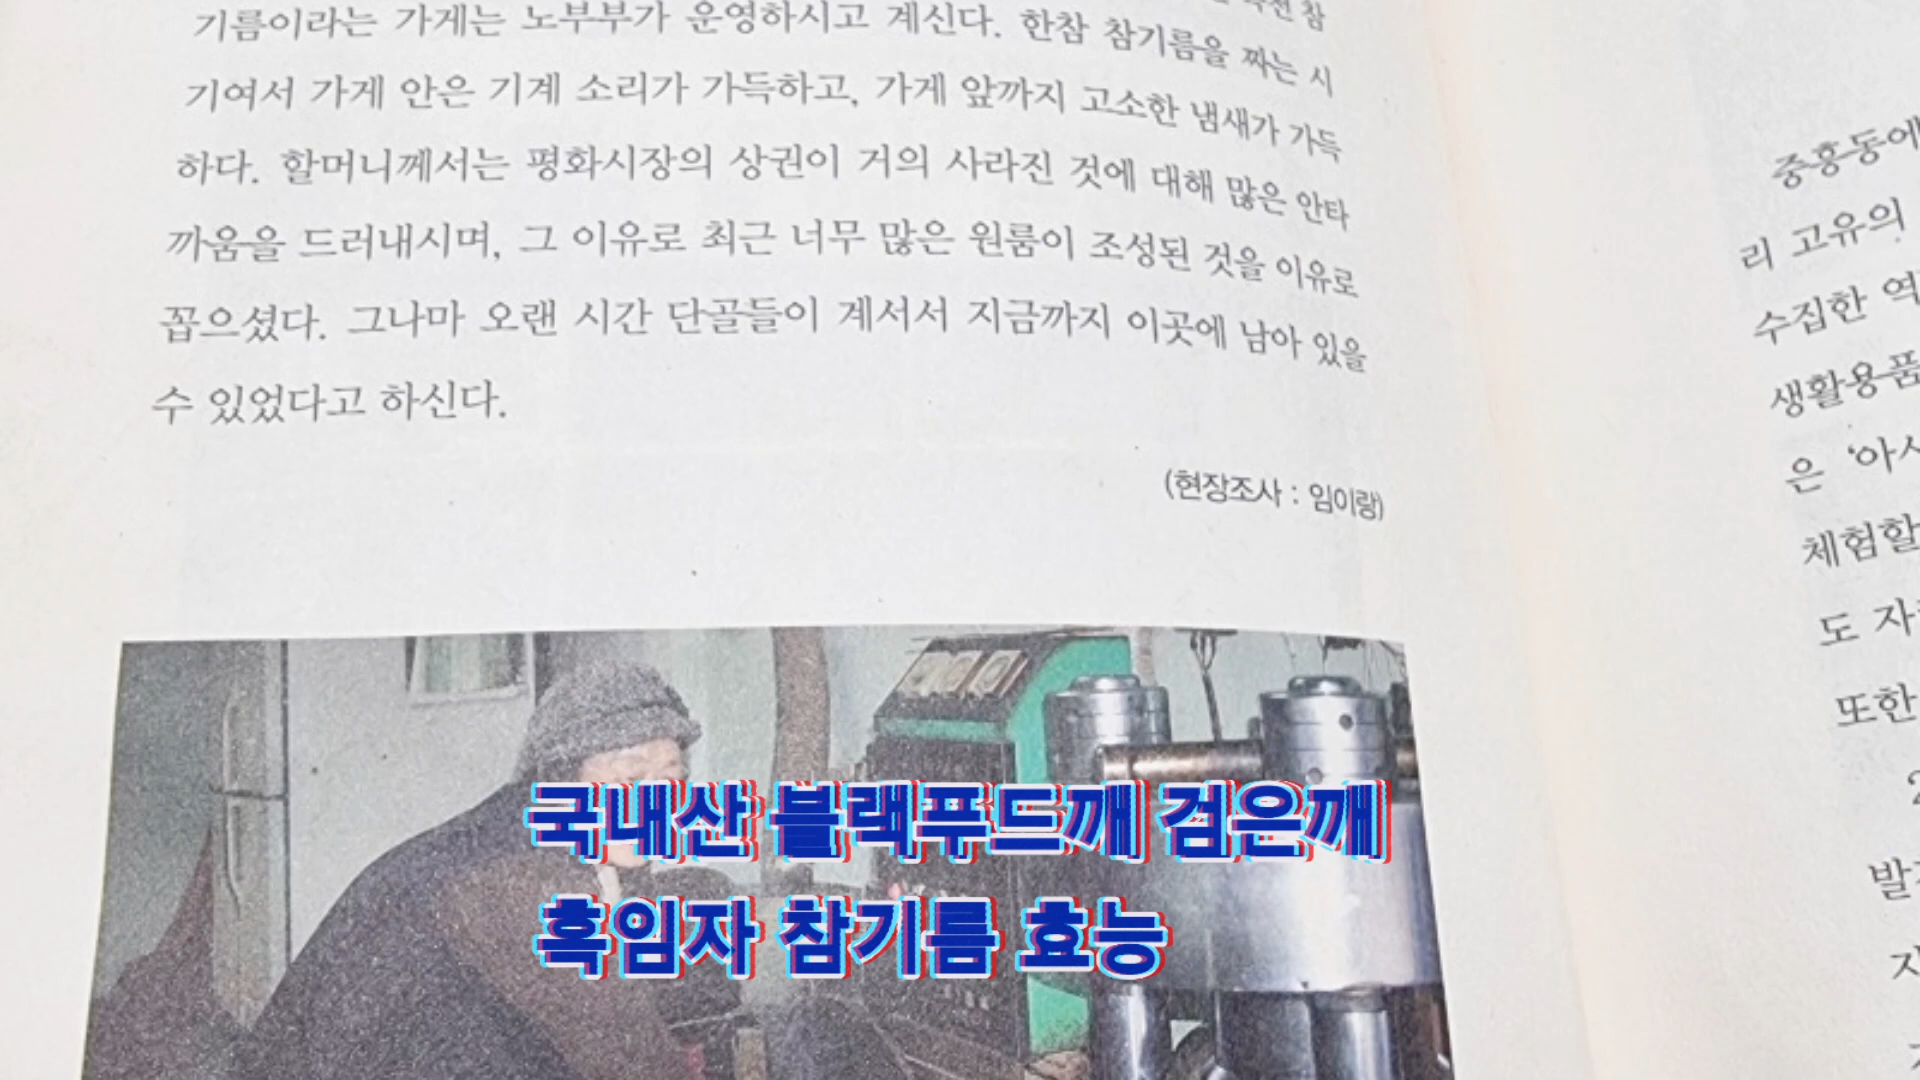 참
기름이라는 가게는 노부부가 운영하시고 계신다. 한참 참기름을 짜는 시
기여서 가게 안은 기계 소리가 가득하고, 가게 앞까지 고소한 냄새가 가득
하다. 할머니께서는 평화시장의 상권이 거의 사라진 것에 대해 많은 안타
까움을 드러내시며, 그 이유로 최근 너무 많은 원룸이 조성된 것을 이유로
꼽으셨다. 그나마 오랜 시간 단골들이 계서서 지금까지 이곳에 남아 있을
수 있었다고 하신다.
(현장조사 : 임이랑)
국내산 블랙푸드깨 검은깨
흑임자 참기름 효능
중흥동에
리 고유의
수집한 역
생활용품
은 '아시
체험할
도 자
또한
2
발